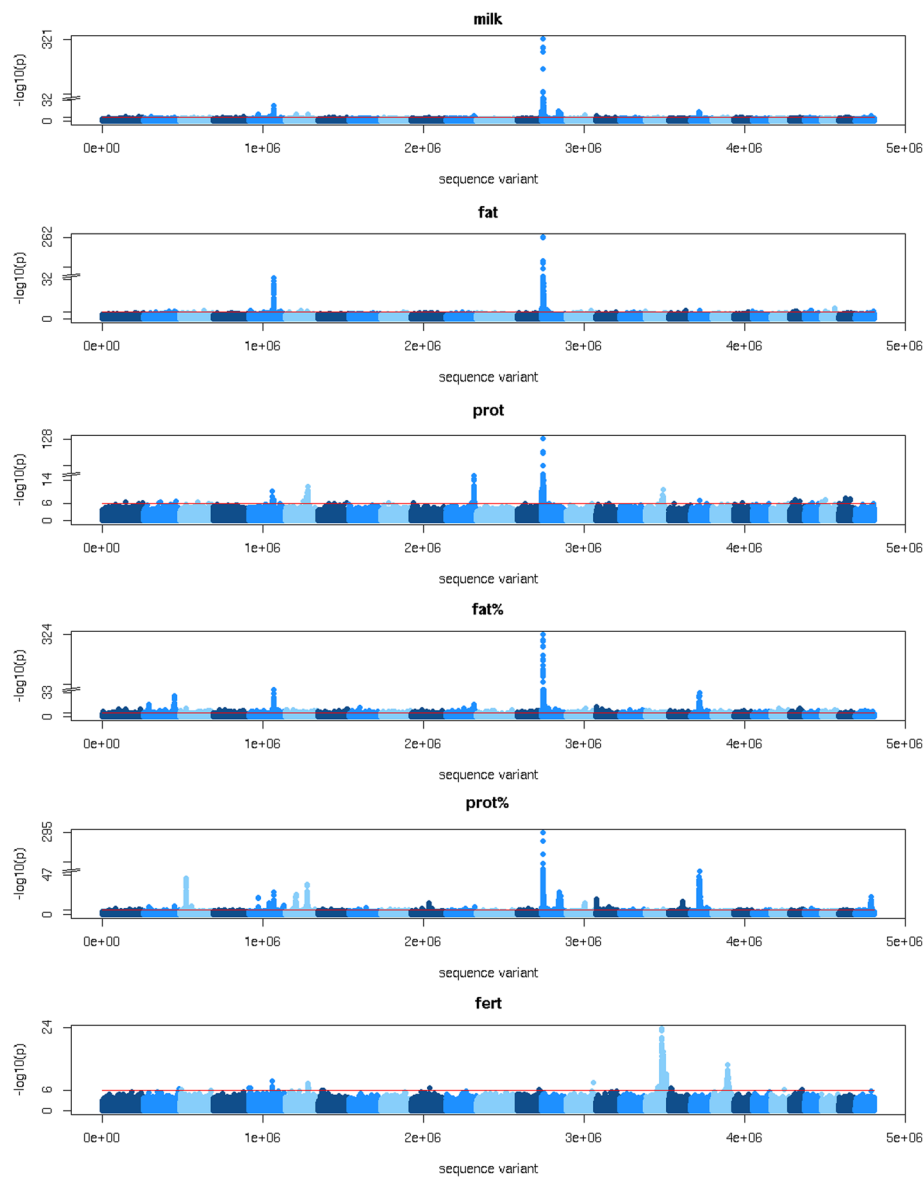 milk
-log10(p)
321
32
0
0e+00 1e+06 2e+06 3e+06 4e+06 5e+06
sequence variant
fat
-log10(p)
262
32
0
0e+00 1e+06 2e+06 3e+06 4e+06 5e+06
sequence variant
prot
-log10(p)
128
14
6
0
0e+00 1e+06 2e+06 3e+06 4e+06 5e+06
sequence variant
fat%
-log10(p)
324
33
0
0e+00 1e+06 2e+06 3e+06 4e+06 5e+06
sequence variant
prot%
-log10(p)
295
47
0
0e+00 1e+06 2e+06 3e+06 4e+06 5e+06
sequence variant
fert
-log10(p)
24
6
0
0e+00 1e+06 2e+06 3e+06 4e+06 5e+06
sequence variant